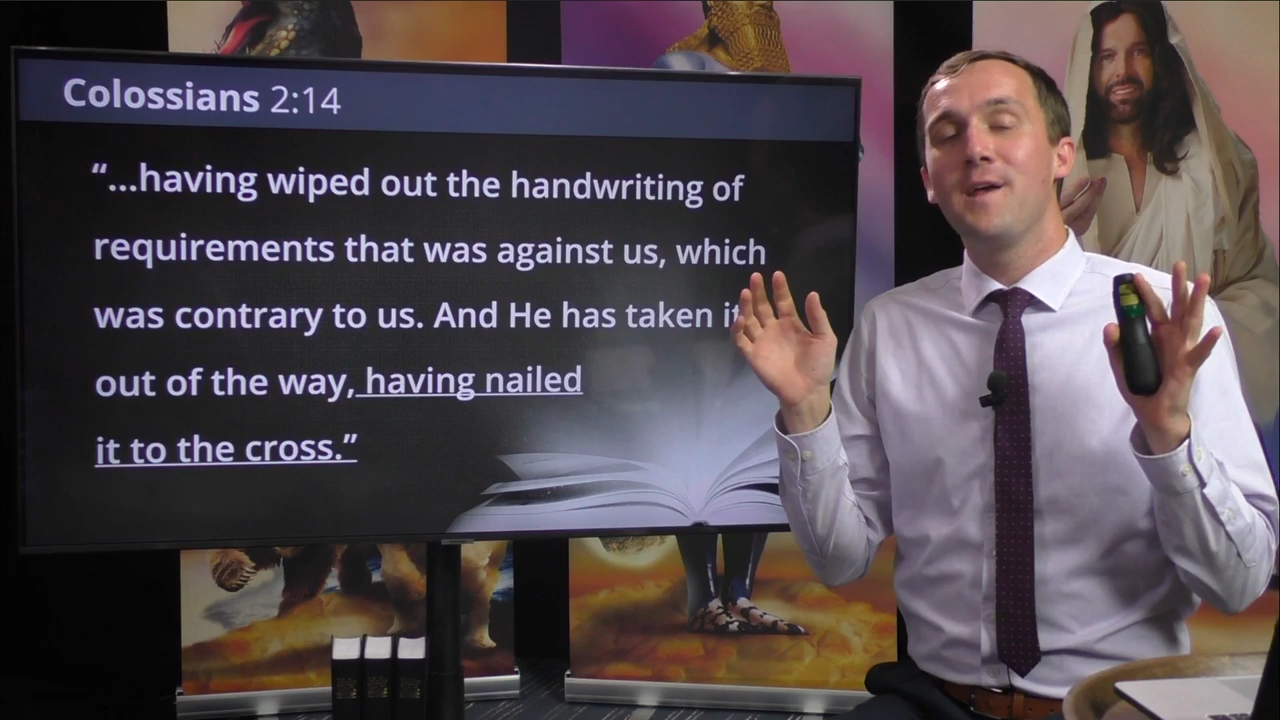 Colossians 2:14
“...having wiped out the handwriting of
requirements that was against us, which
was contrary to us. And He has taken it
out of the way, having nailed
it to the cross.”